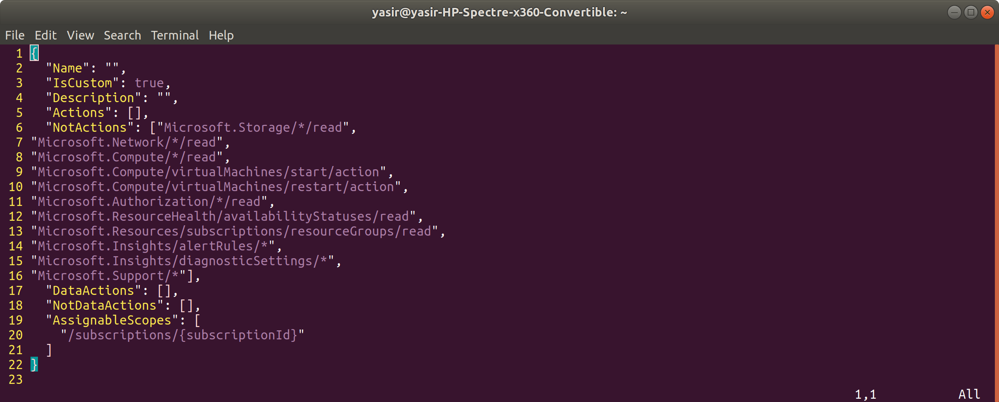 yasir@yasir-HP-Spectre-x360-Convertible: ~
File Edit View Search Terminal Help
1 {
2   "Name": "",
3   "IsCustom": true,
4   "Description": "",
5   "Actions": [],
6   "NotActions": ["Microsoft.Storage/*/read",
7 "Microsoft.Network/*/read",
8 "Microsoft.Compute/*/read",
9 "Microsoft.Compute/virtualMachines/start/action",
10 "Microsoft.Compute/virtualMachines/restart/action",
11 "Microsoft.Authorization/*/read",
12 "Microsoft.ResourceHealth/availabilityStatuses/read",
13 "Microsoft.Resources/subscriptions/resourceGroups/read",
14 "Microsoft.Insights/alertRules/*",
15 "Microsoft.Insights/diagnosticSettings/*",
16 "Microsoft.Support/*"],
17   "DataActions": [],
18   "NotDataActions": [],
19   "AssignableScopes": [
20     "/subscriptions/{subscriptionId}"
21   ]
22 }
23
1,1 All